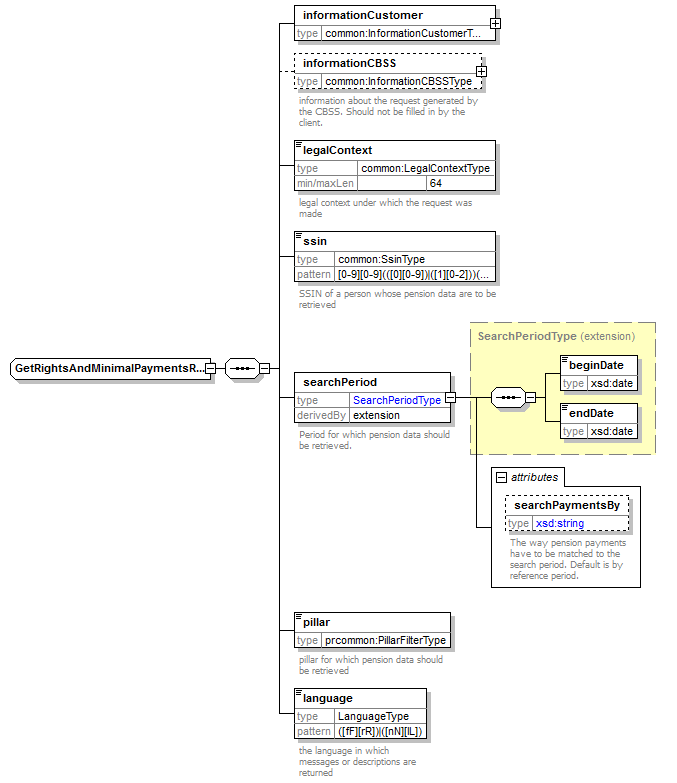 informationCustomer
type common:InformationCustomerT...
informationCBSS
type common:InformationCBSSType
information about the request generated by
the CBSS. Should not be filled in by the
client.
legalContext
type common:LegalContextType
min/maxLen 64
legal context under which the request was
made
ssin
type common:SsinType
pattern [0-9][0-9](([0][0-9])|([1][0-2]))(...
SSIN of a person whose pension data are to be
retrieved
GetRightsAndMinimalPaymentsR...
searchPeriod
type SearchPeriodType
derivedBy extension
Period for which pension data should
be retrieved.
SearchPeriodType (extension)
beginDate
type xsd:date
endDate
type xsd:date
attributes
searchPaymentsBy
type xsd:string
The way pension payments
have to be matched to the
search period. Default is by
reference period.
pillar
type prcommon:PillarFilterType
pillar for which pension data should
be retrieved
language
type LanguageType
pattern ([fF][rR])|([nN][lL])
the language in which
messages or descriptions are
returned